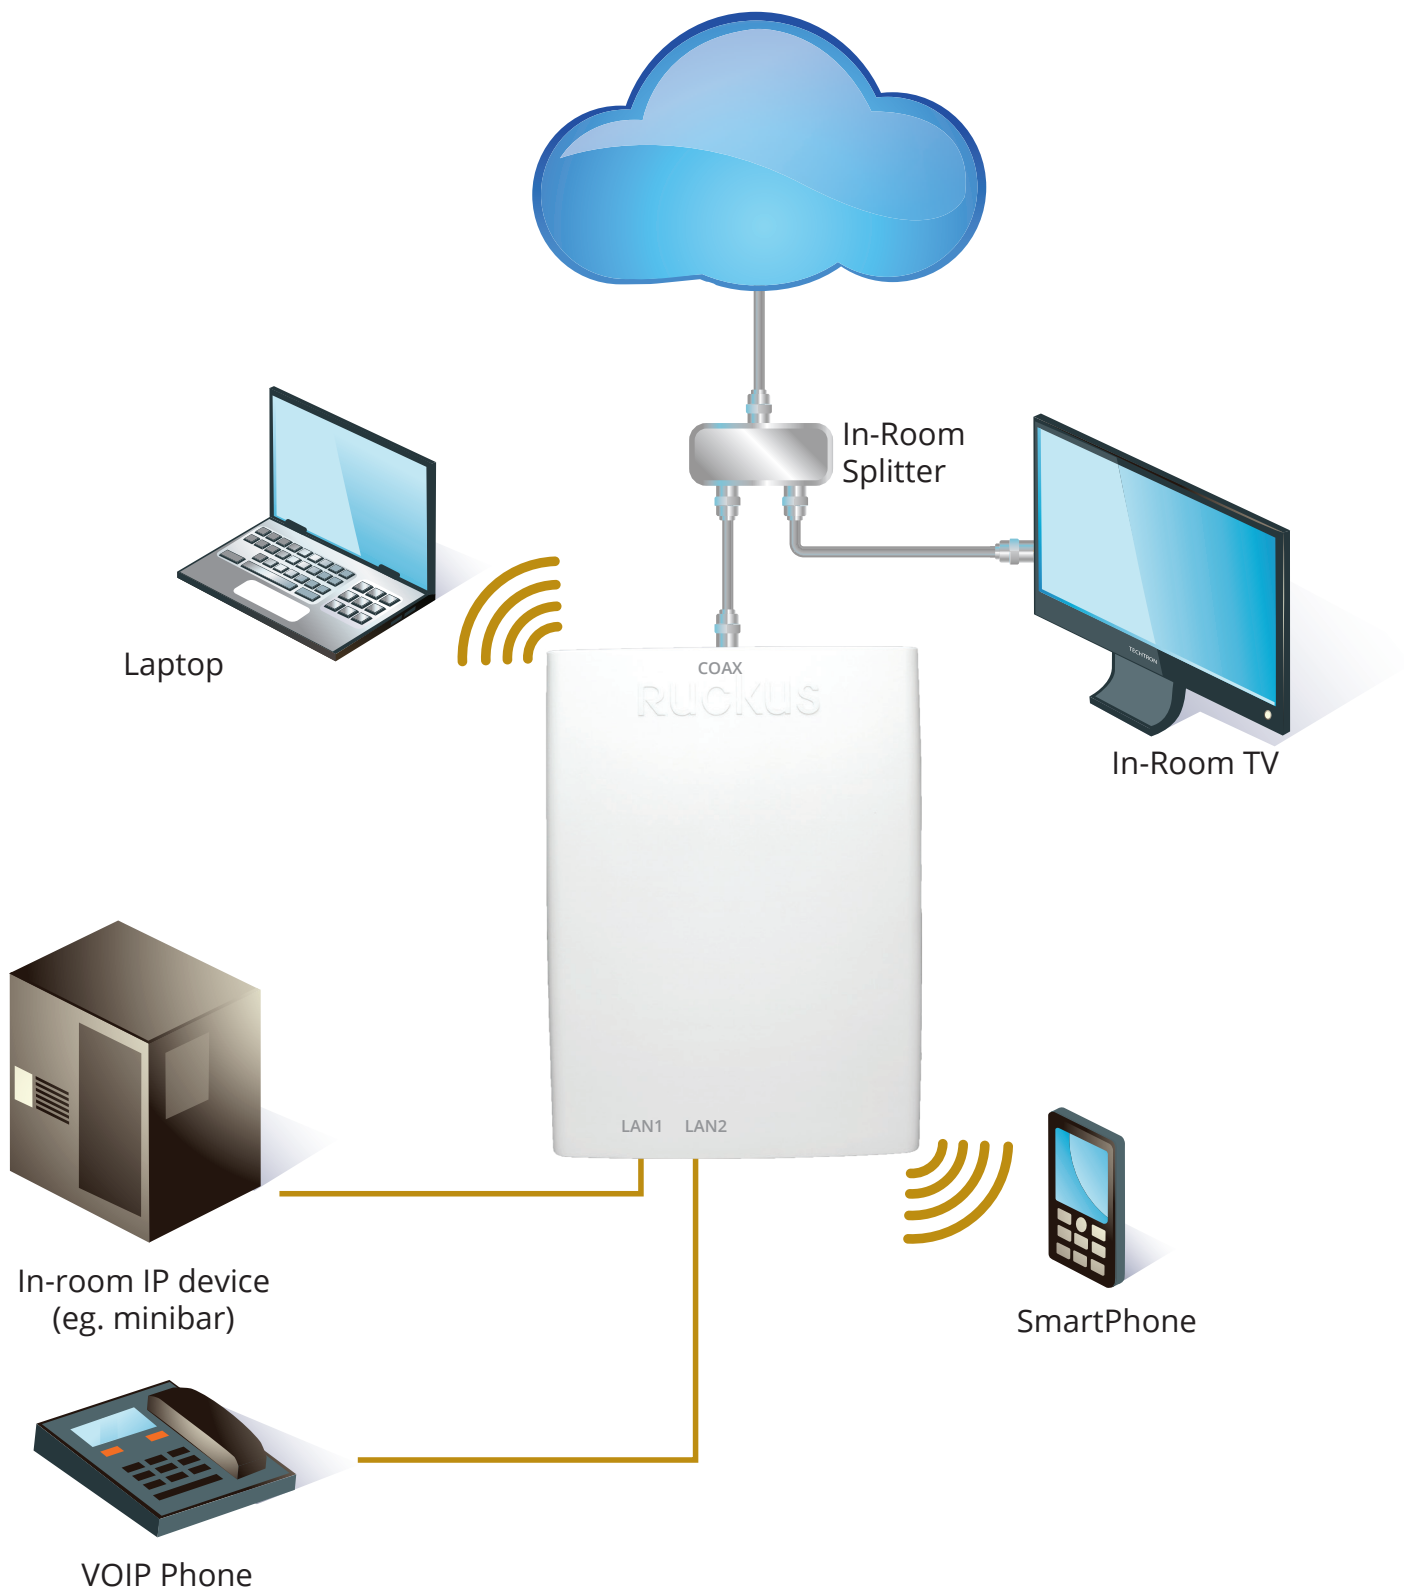 In-Room
Splitter
Laptop
COAX
RUCKUS
TECHTRON
In-Room TV
LAN1 LAN2
In-room IP device
(eg. minibar)
SmartPhone
VOIP Phone